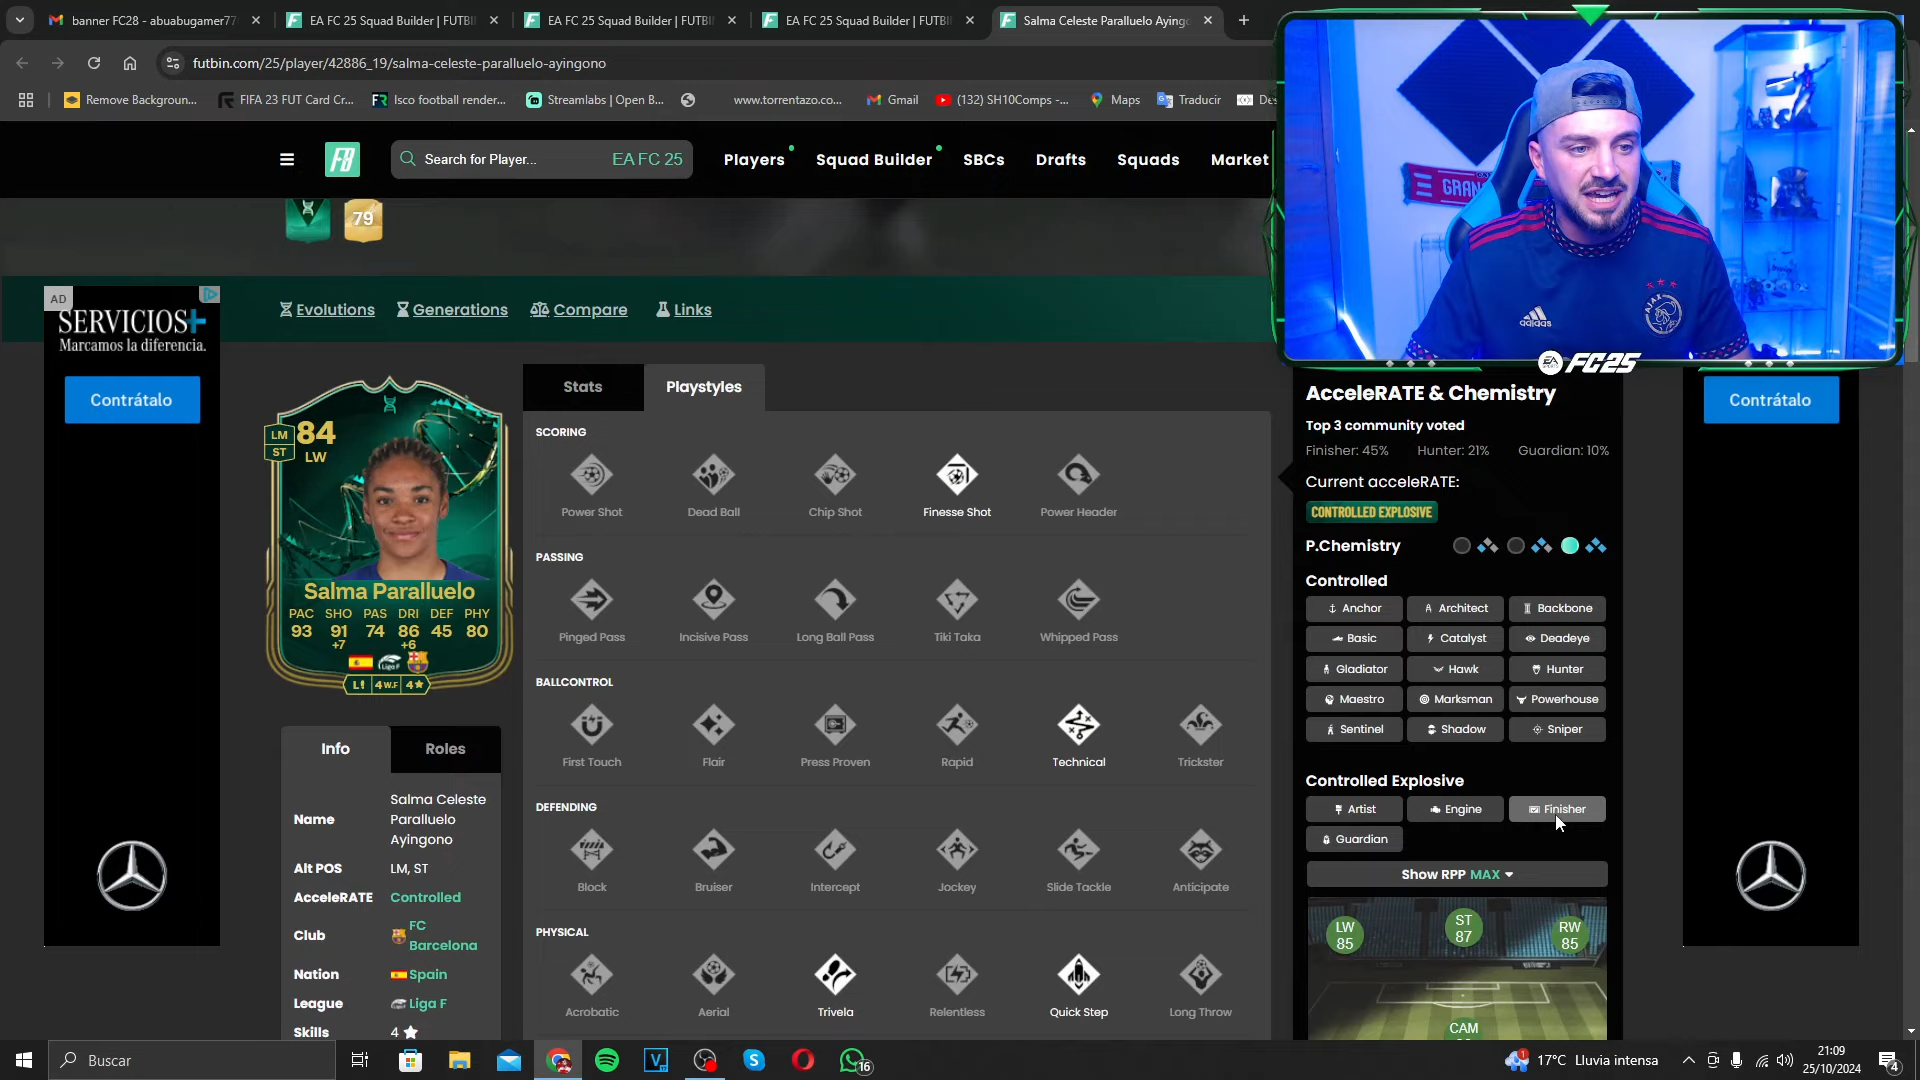 banner FC28 - abuabugamer77
EA FC 25 Squad Builder | FUTBI
EA FC 25 Squad Builder | FUTBI
EA FC 25 Squad Builder | FUTBI
Salma Celeste Paralluelo Ayingo
futbin.com/25/player/42886_19/salma-celeste-paralluelo-ayingono
Remove Backgroun...
FIFA 23 FUT Card Cr...
Isco football render...
Streamlabs | Open B...
www.torrentazo.co...
Gmail
(132) SH10Comps -...
Maps
Traducir
Search for Player...
EA FC 25
Players
Squad Builder
SBCs
Drafts
Squads
Market
79
Evolutions
Generations
Compare
Links
AD
SERVICIOS+
Marcamos la diferencia.
Contrátalo
LM
ST
84
LW
Salma Paralluelo
PAC SHO PAS DRI DEF PHY
93 91 74 86 45 80
+7 +6
4W.F 4★
Stats
Playstyles
SCORING
Power Shot
Dead Ball
Chip Shot
Finesse Shot
Power Header
PASSING
Pinged Pass
Incisive Pass
Long Ball Pass
Tiki Taka
Whipped Pass
BALLCONTROL
First Touch
Flair
Press Proven
Rapid
Technical
Trickster
DEFENDING
Block
Bruiser
Intercept
Jockey
Slide Tackle
Anticipate
PHYSICAL
Acrobatic
Aerial
Trivela
Relentless
Quick Step
Long Throw
Info
Roles
Name
Salma Celeste
Paralluelo
Ayingono
Alt POS
LM, ST
AcceleRATE
Controlled
Club
FC
Barcelona
Nation
Spain
League
Liga F
Skills
4 ★
GRAN
adidas
AJAX
EA SPORTS FC25
AcceleRATE & Chemistry
Top 3 community voted
Finisher: 45% Hunter: 21% Guardian: 10%
Current acceleRATE:
CONTROLLED EXPLOSIVE
P.Chemistry
Controlled
Anchor
Architect
Backbone
Basic
Catalyst
Deadeye
Gladiator
Hawk
Hunter
Maestro
Marksman
Powerhouse
Sentinel
Shadow
Sniper
Controlled Explosive
Artist
Engine
Finisher
Guardian
Show RPP MAX
LW
85
ST
87
RW
85
CAM
Contrátalo
Buscar
16
17°C Lluvia intensa
21:09
25/10/2024
4